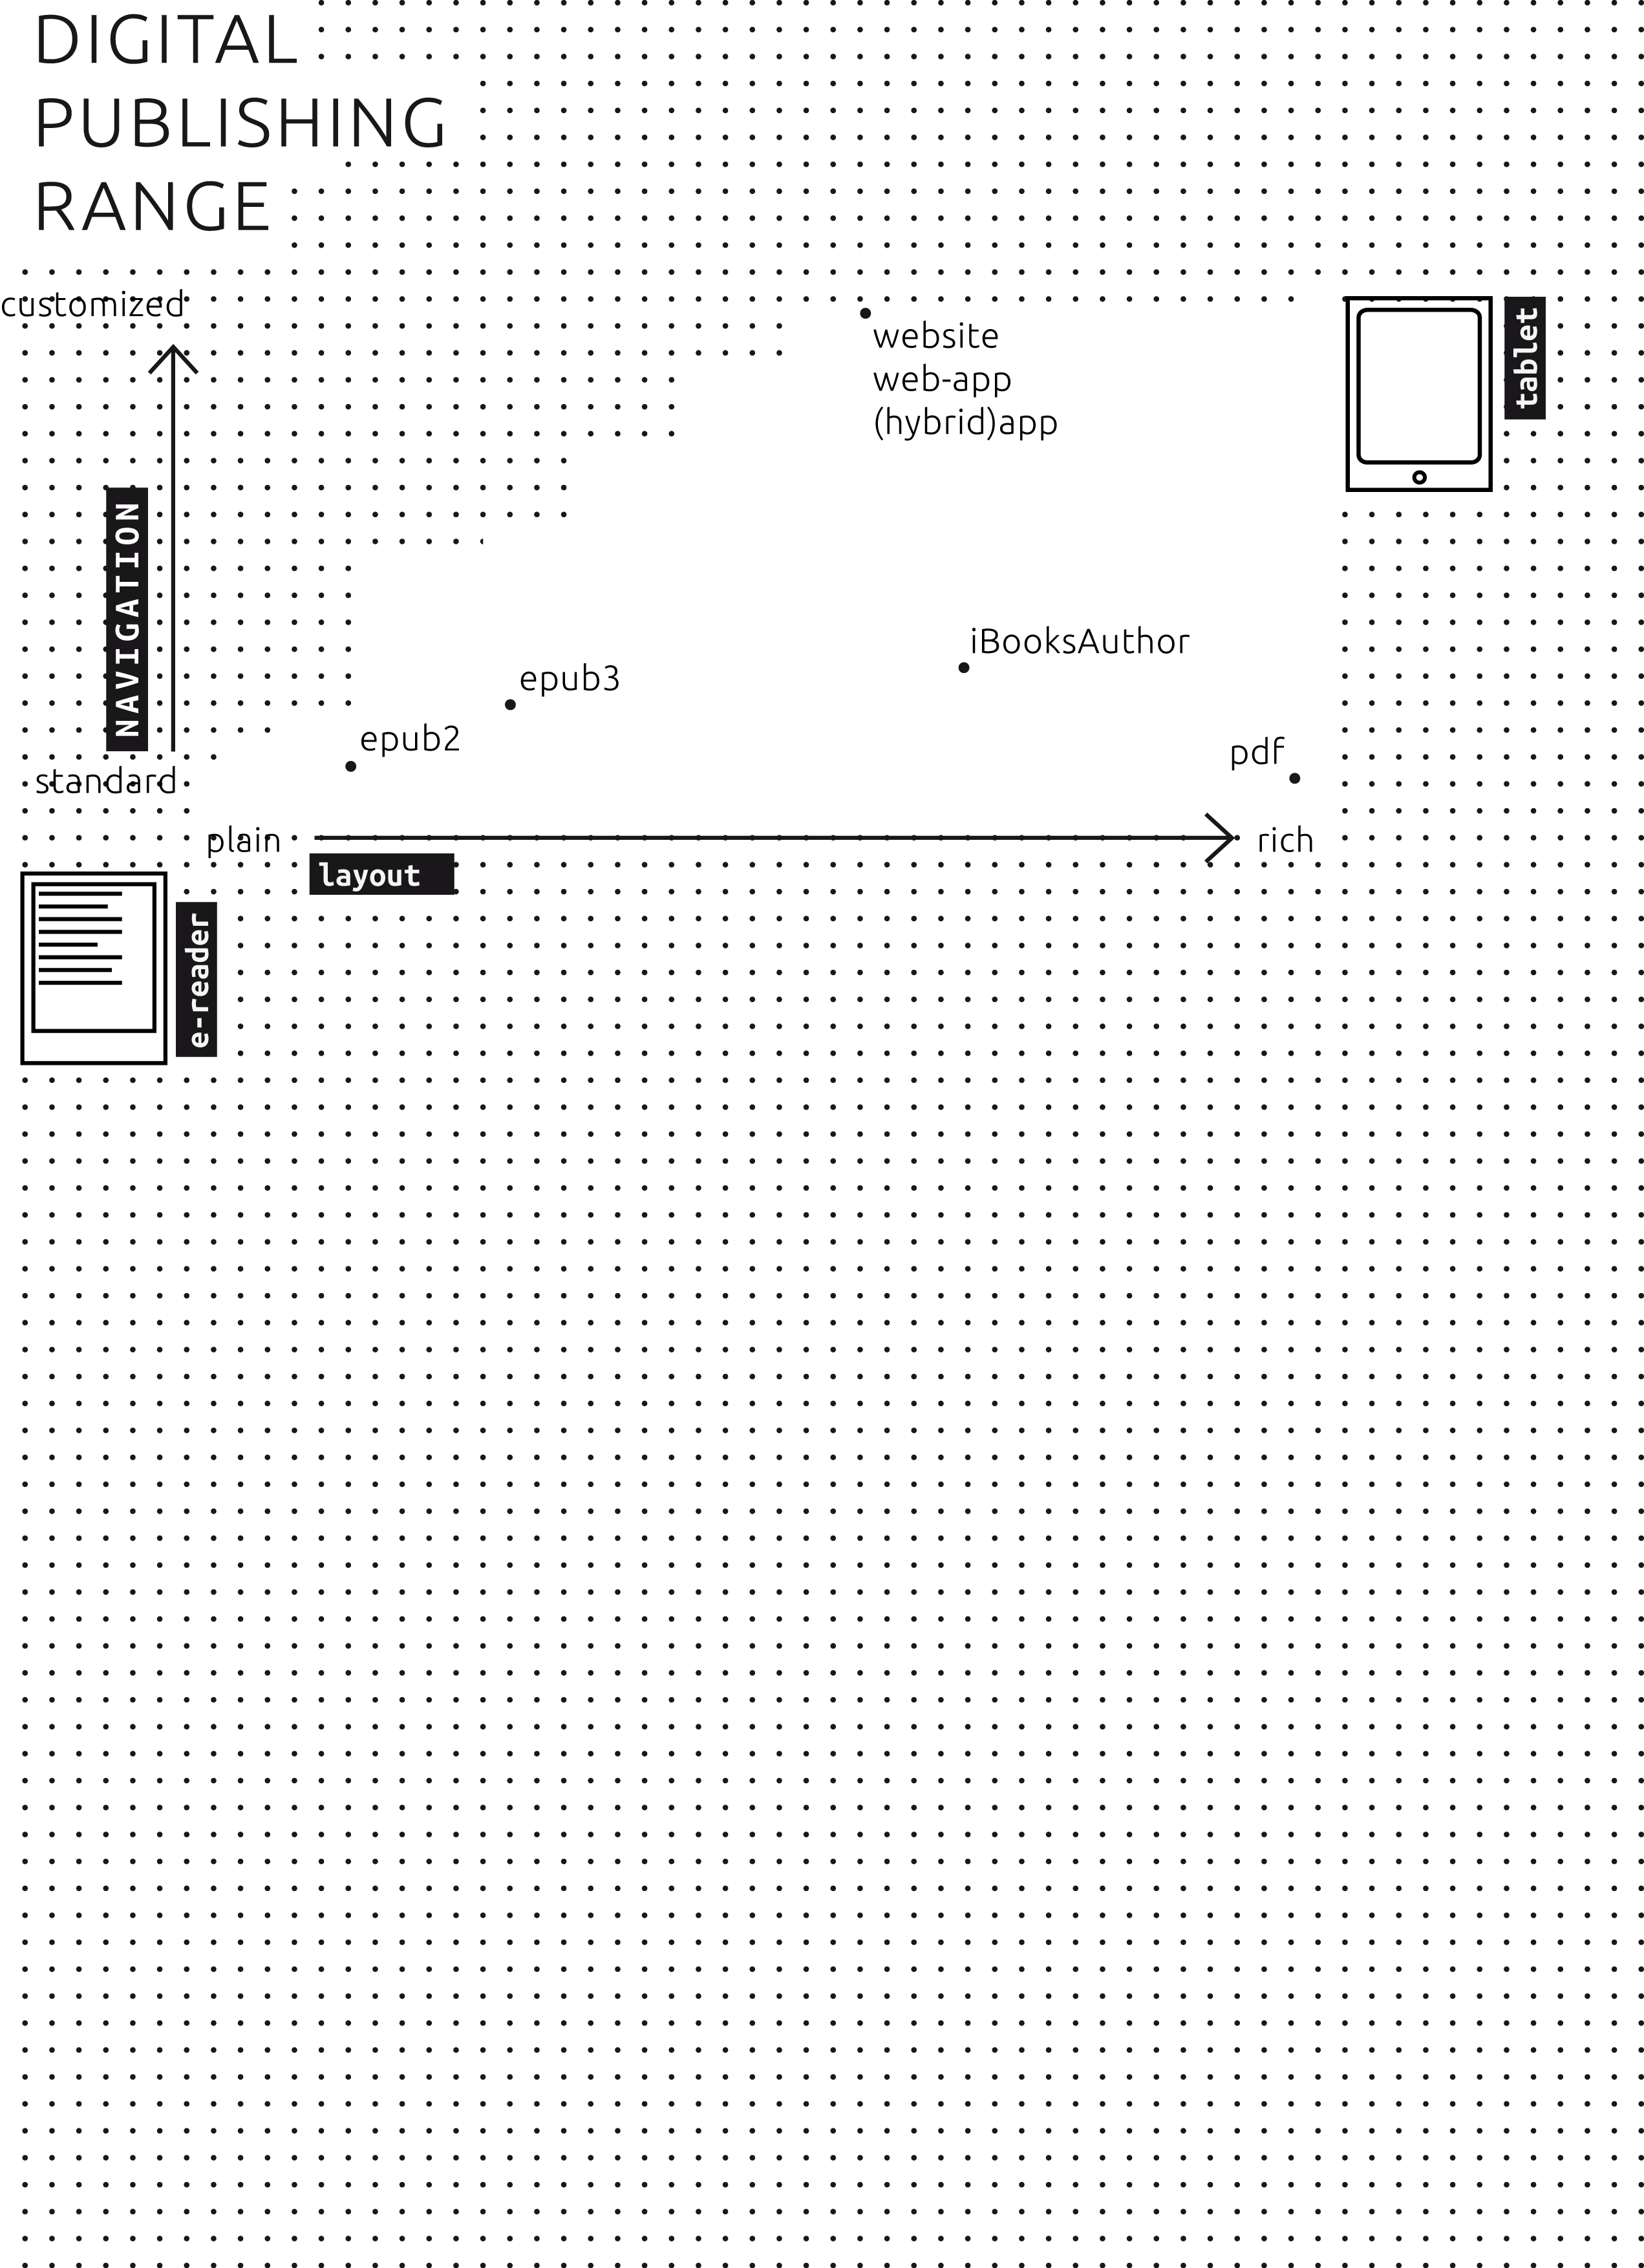 DIGITAL
PUBLISHING
RANGE
customized
website
web-app
(hybrid)app
tablet
NAVIGATION
iBooksAuthor
epub3
epub2
pdf
standard
plain
rich
layout
e-reader